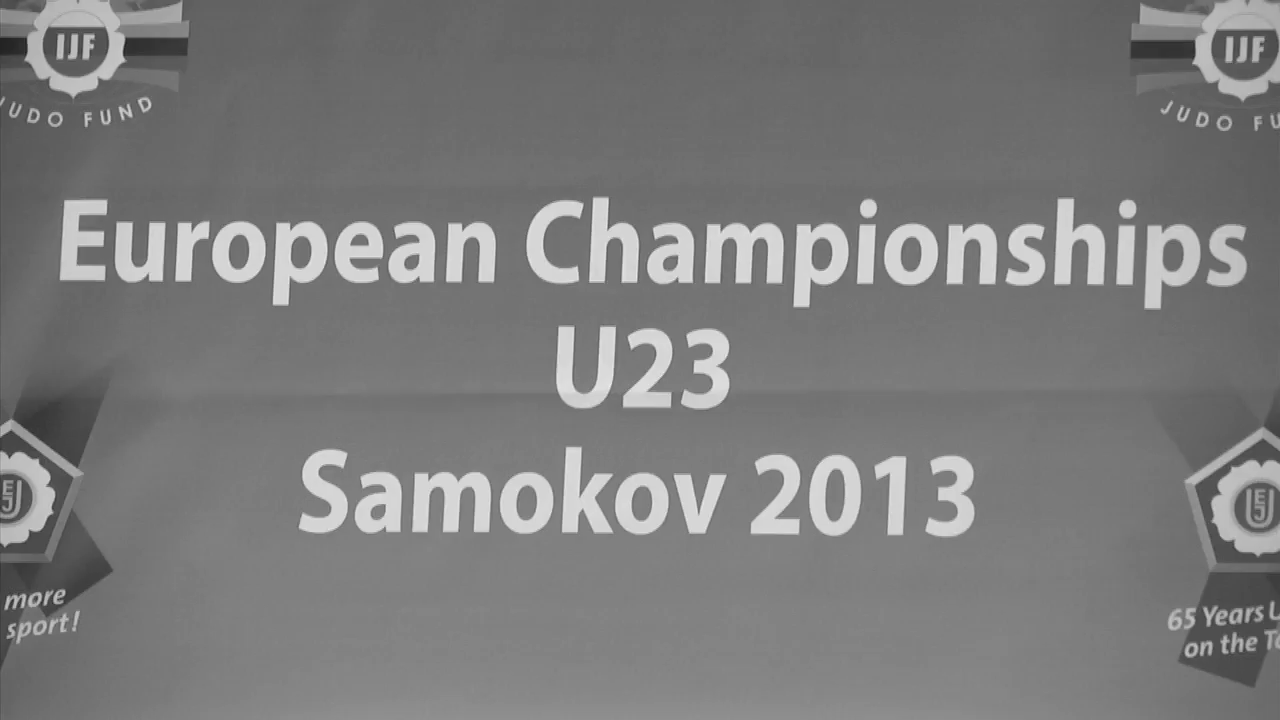 IJF
JUDO FUND
IJF
JUDO FU
European Championships
U23
Samokov 2013
EJU
more
sport!
EJU
65 Years U
on the To